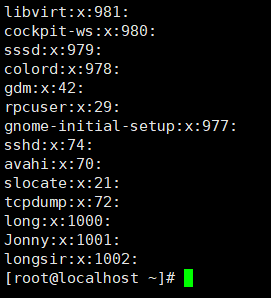 libvirt:x:981:
cockpit-ws:x:980:
sssd:x:979:
colord:x:978:
gdm:x:42:
rpcuser:x:29:
gnome-initial-setup:x:977:
sshd:x:74:
avahi:x:70:
slocate:x:21:
tcpdump:x:72:
long:x:1000:
Jonny:x:1001:
longsir:x:1002:
[root@localhost ~]#